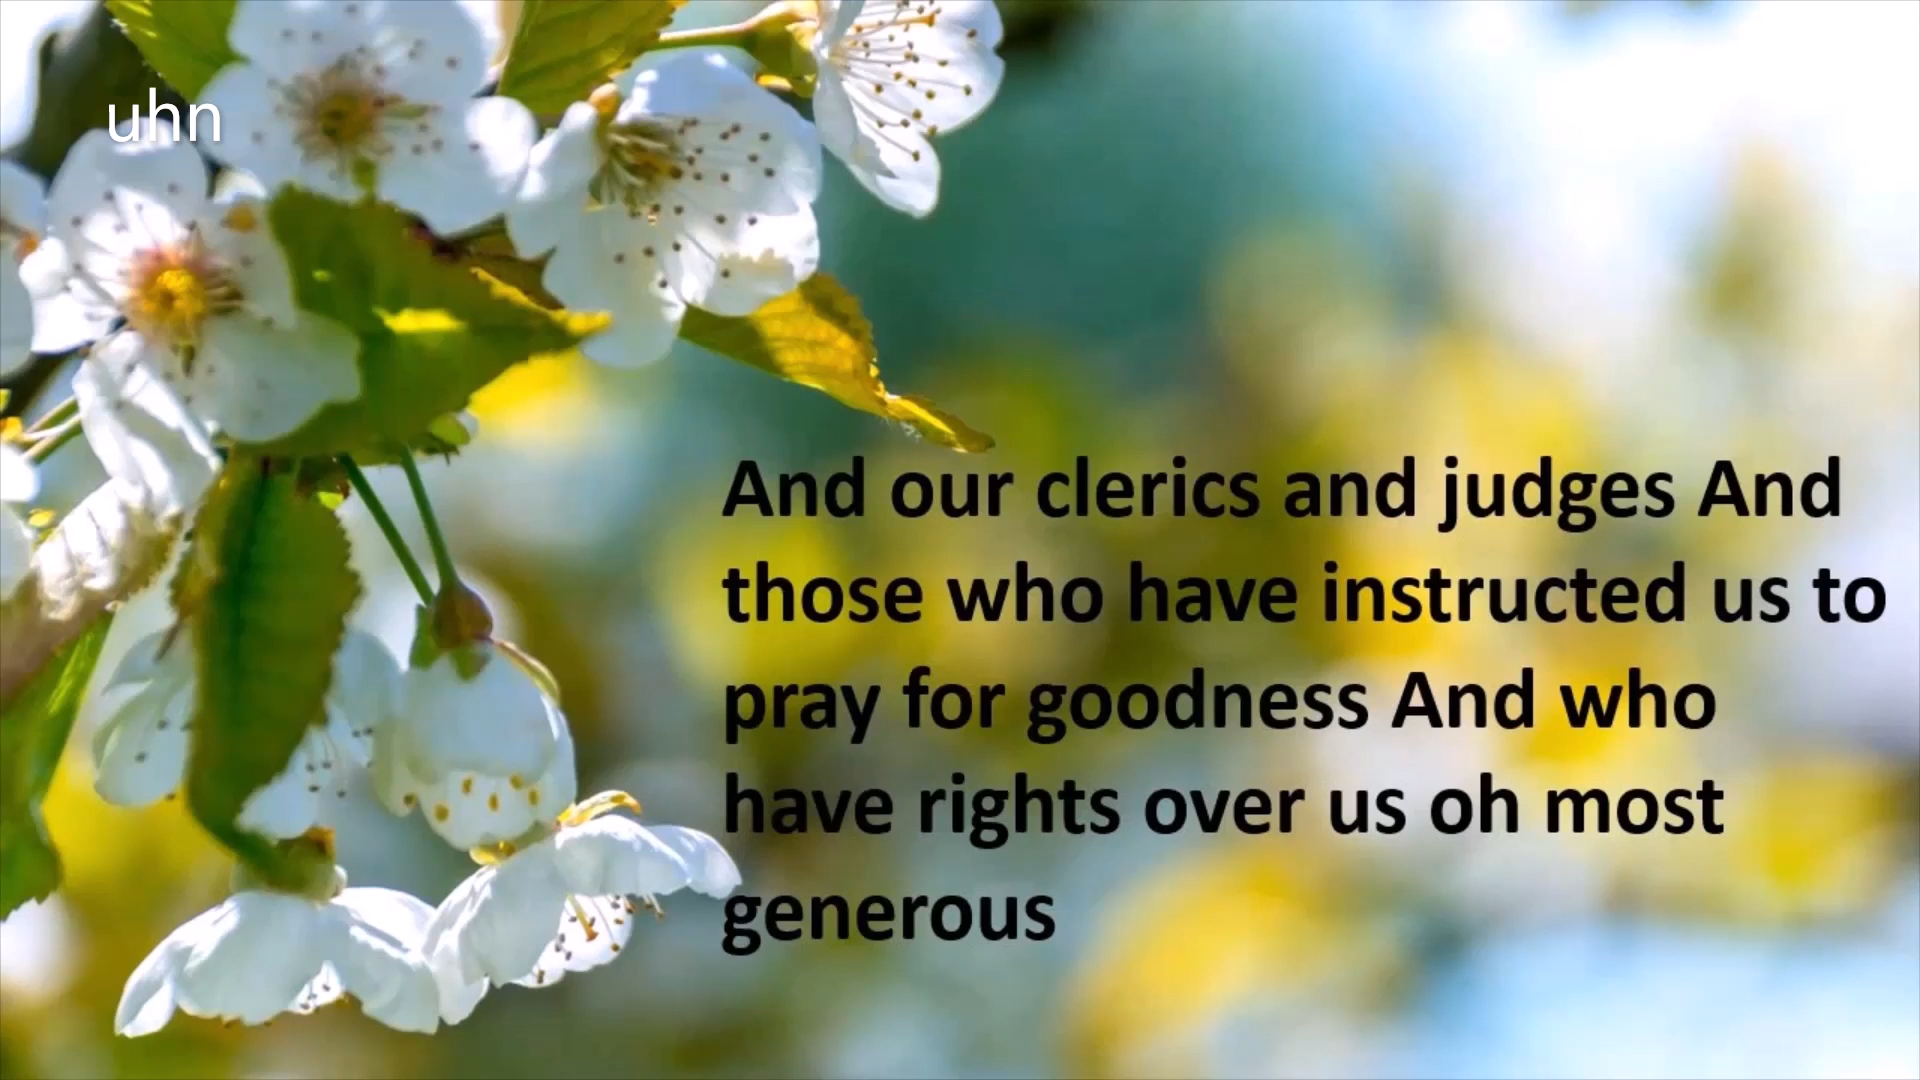 uhn
And our clerics and judges And
those who have instructed us to
pray for goodness And who
have rights over us oh most
generous